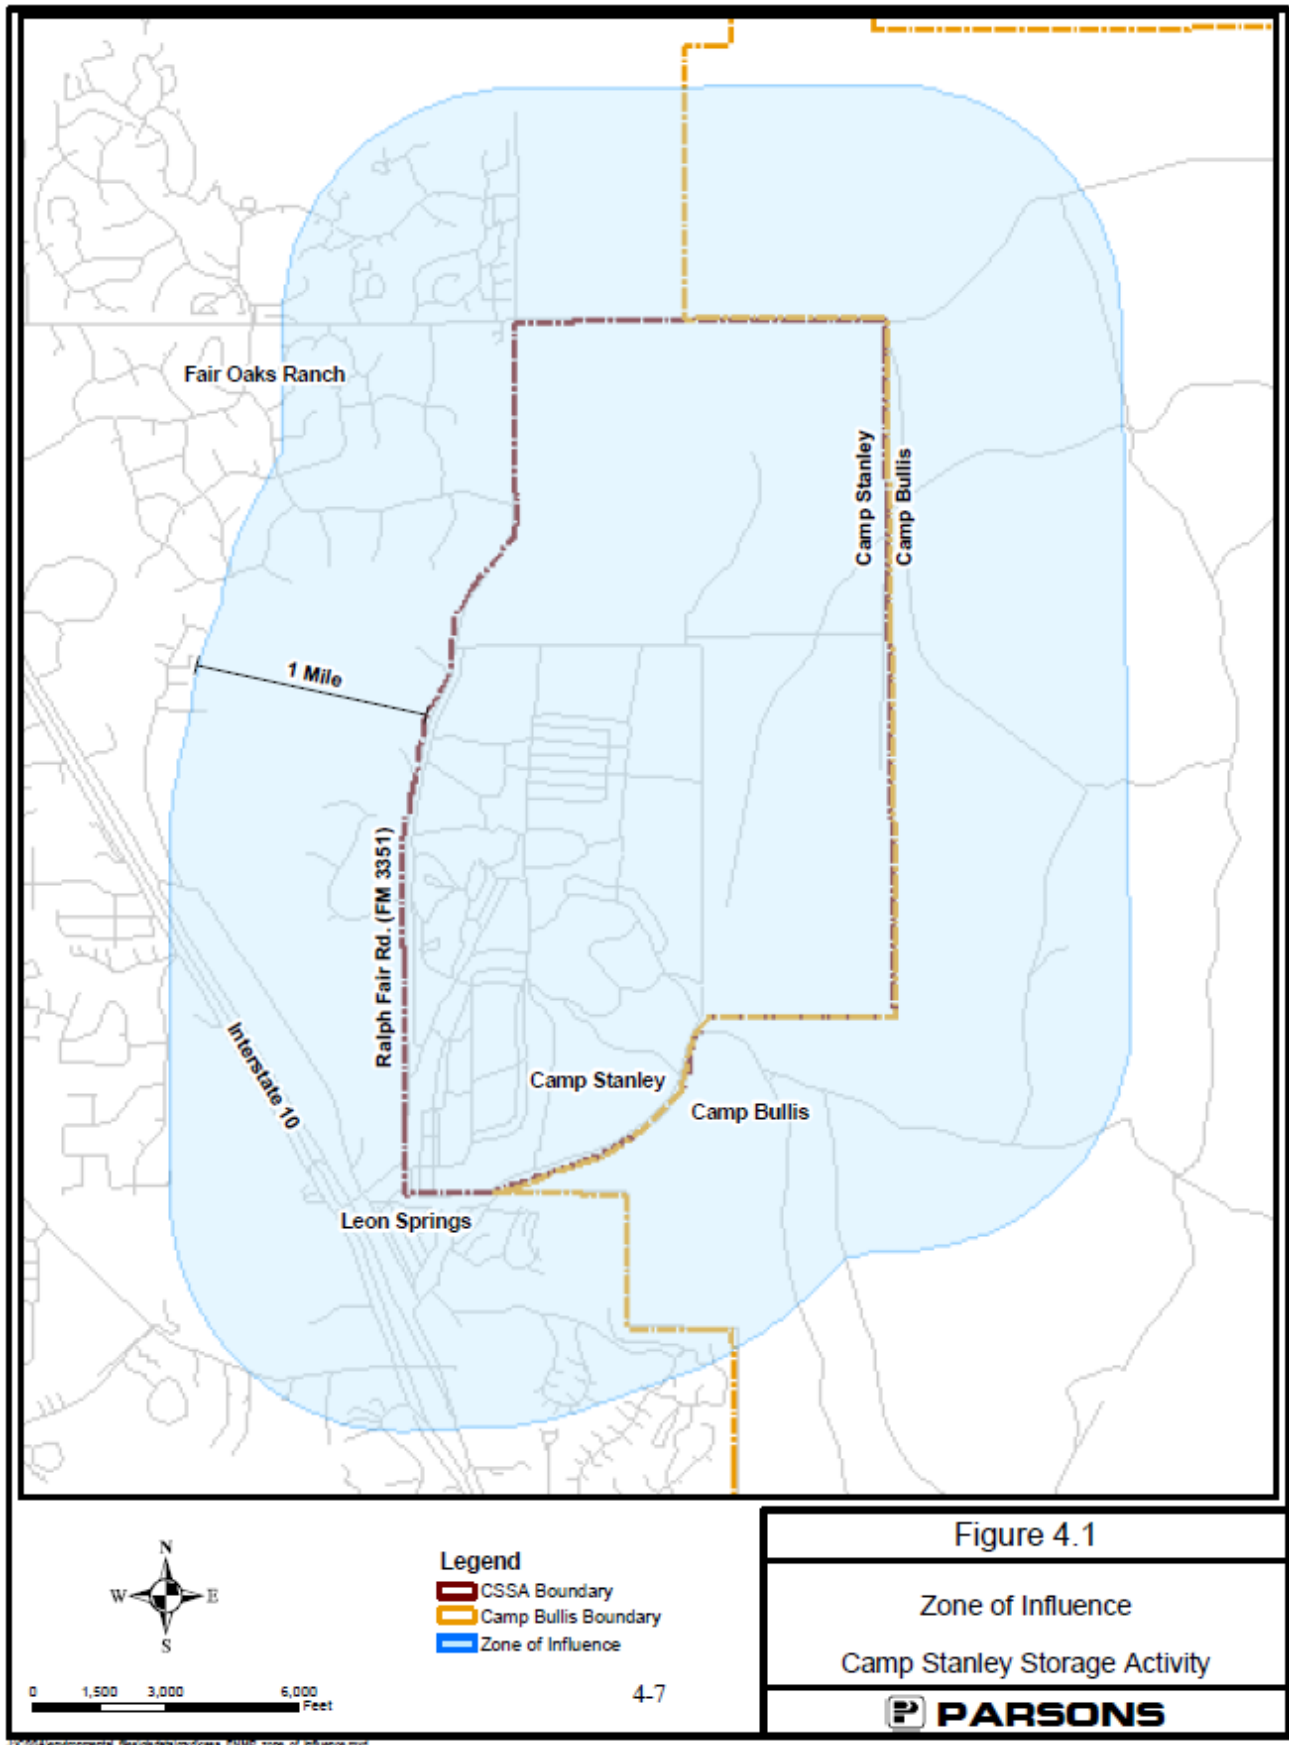 Fair Oaks Ranch
Camp Stanley
Camp Bullis
1 Mile
Ralph Fair Rd. (FM 3351)
Interstate 10
Camp Stanley
Camp Bullis
Leon Springs
N
W
E
S
0 1,500 3,000 6,000
Feet
Legend
CSSA Boundary
Camp Bullis Boundary
Zone of Influence
4-7
Figure 4.1
Zone of Influence
Camp Stanley Storage Activity
P PARSONS